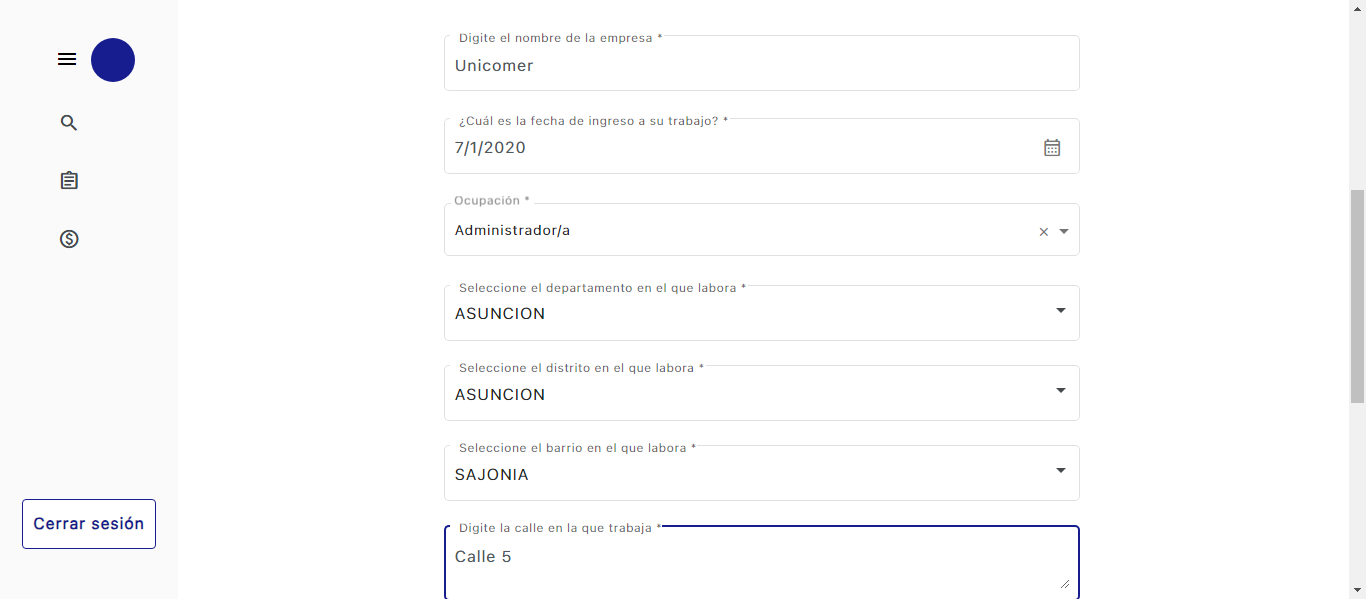 Digite el nombre de la empresa *
Unicomer
¿Cuál es la fecha de ingreso a su trabajo? *
7/1/2020
Ocupación *
Administrador/a
Seleccione el departamento en el que labora *
ASUNCION
Seleccione el distrito en el que labora *
ASUNCION
Seleccione el barrio en el que labora *
SAJONIA
Digite la calle en la que trabaja *
Calle 5
Cerrar sesión